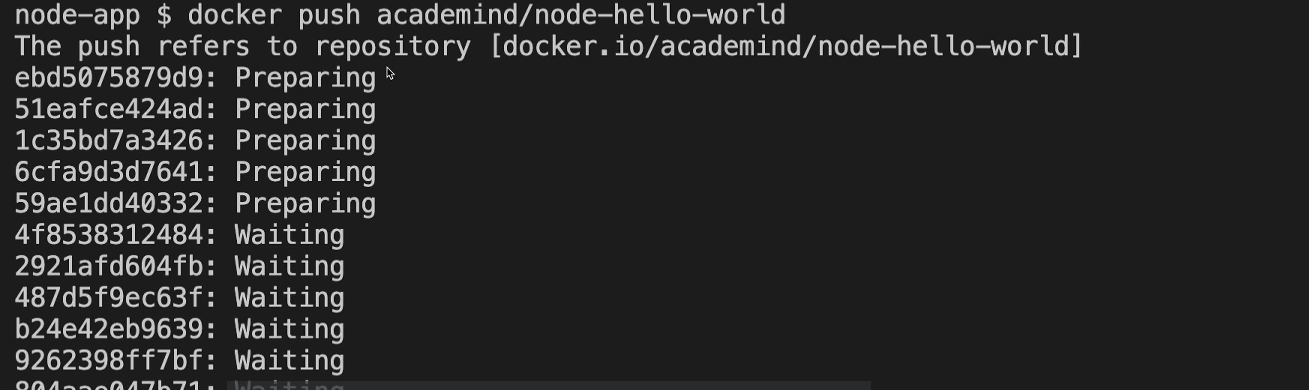 node-app $ docker push academind/node-hello-world
The push refers to repository [docker.io/academind/node-hello-world]
ebd5075879d9: Preparing
51eafce424ad: Preparing
1c35bd7a3426: Preparing
6cfa9d3d7641: Preparing
59ae1dd40332: Preparing
4f8538312484: Waiting
2921afd604fb: Waiting
487d5f9ec63f: Waiting
b24e42eb9639: Waiting
9262398ff7bf: Waiting